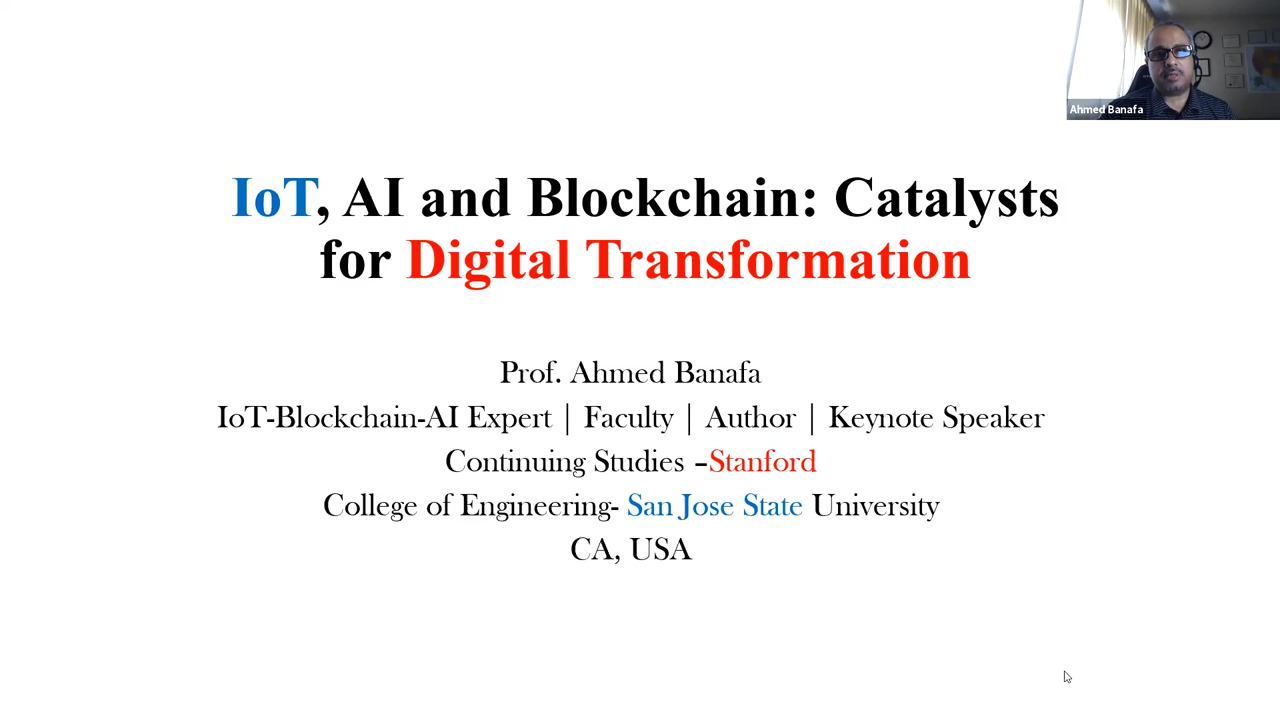 Ahmed Banafa
IoT, AI and Blockchain: Catalysts
for Digital Transformation
Prof. Ahmed Banafa
IoT-Blockchain-AI Expert | Faculty | Author | Keynote Speaker
Continuing Studies –Stanford
College of Engineering- San Jose State University
CA, USA